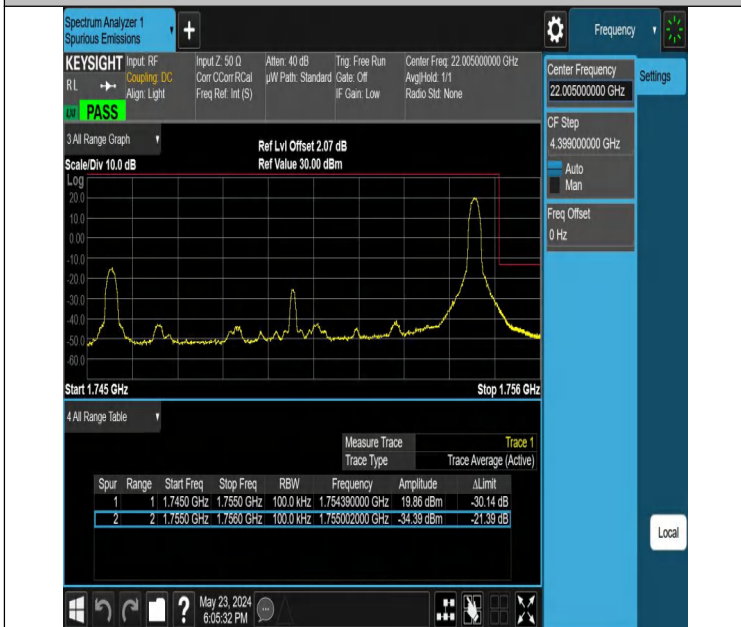 Spectrum Analyzer 1
Spurious Emissions
+
Frequency
KEYSIGHT Input: RF Input Z: 50 Ω Atten: 40 dB Trig: Free Run Center Freq: 22.005000000 GHz
RL Coupling: DC Corr CCorr RCal µW Path: Standard Gate: Off Avg|Hold: 1/1
Align: Light Freq Ref: Int (S) IF Gain: Low Radio Std: None
LXI PASS
3 All Range Graph
Ref Lvl Offset 2.07 dB
Scale/Div 10.0 dB Ref Value 30.00 dBm
Log
20.0
10.0
0.00
-10.0
-20.0
-30.0
-40.0
-50.0
-60.0
Start 1.745 GHz Stop 1.756 GHz
4 All Range Table
Measure Trace Trace 1
Trace Type Trace Average (Active)
Spur Range Start Freq Stop Freq RBW Frequency Amplitude ΔLimit
1 1 1.7450 GHz 1.7550 GHz 100.0 kHz 1.754390000 GHz 19.86 dBm -30.14 dB
2 2 1.7550 GHz 1.7560 GHz 100.0 kHz 1.755002000 GHz -34.39 dBm -21.39 dB
Center Frequency
22.005000000 GHz
Settings
CF Step
4.399000000 GHz
Auto
Man
Freq Offset
0 Hz
Local
?
May 23, 2024
6:05:32 PM